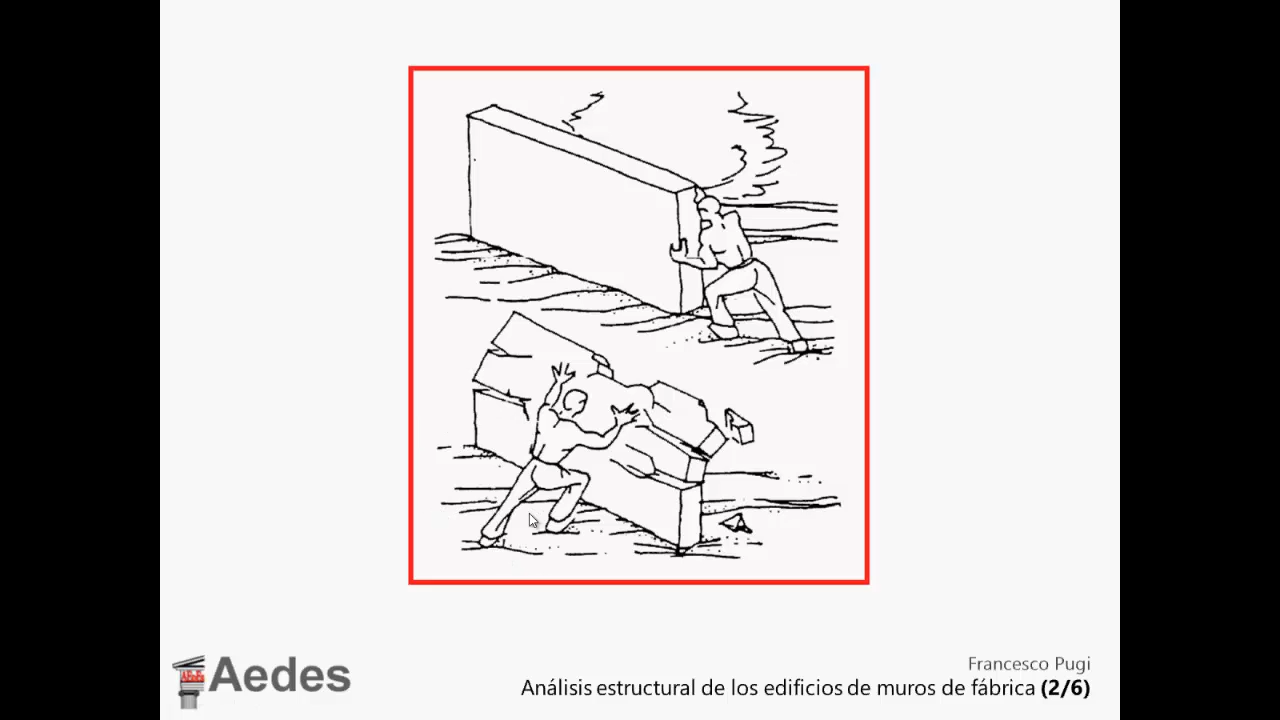 Aedes
Francesco Pugi
Análisis estructural de los edificios de muros de fábrica (2/6)